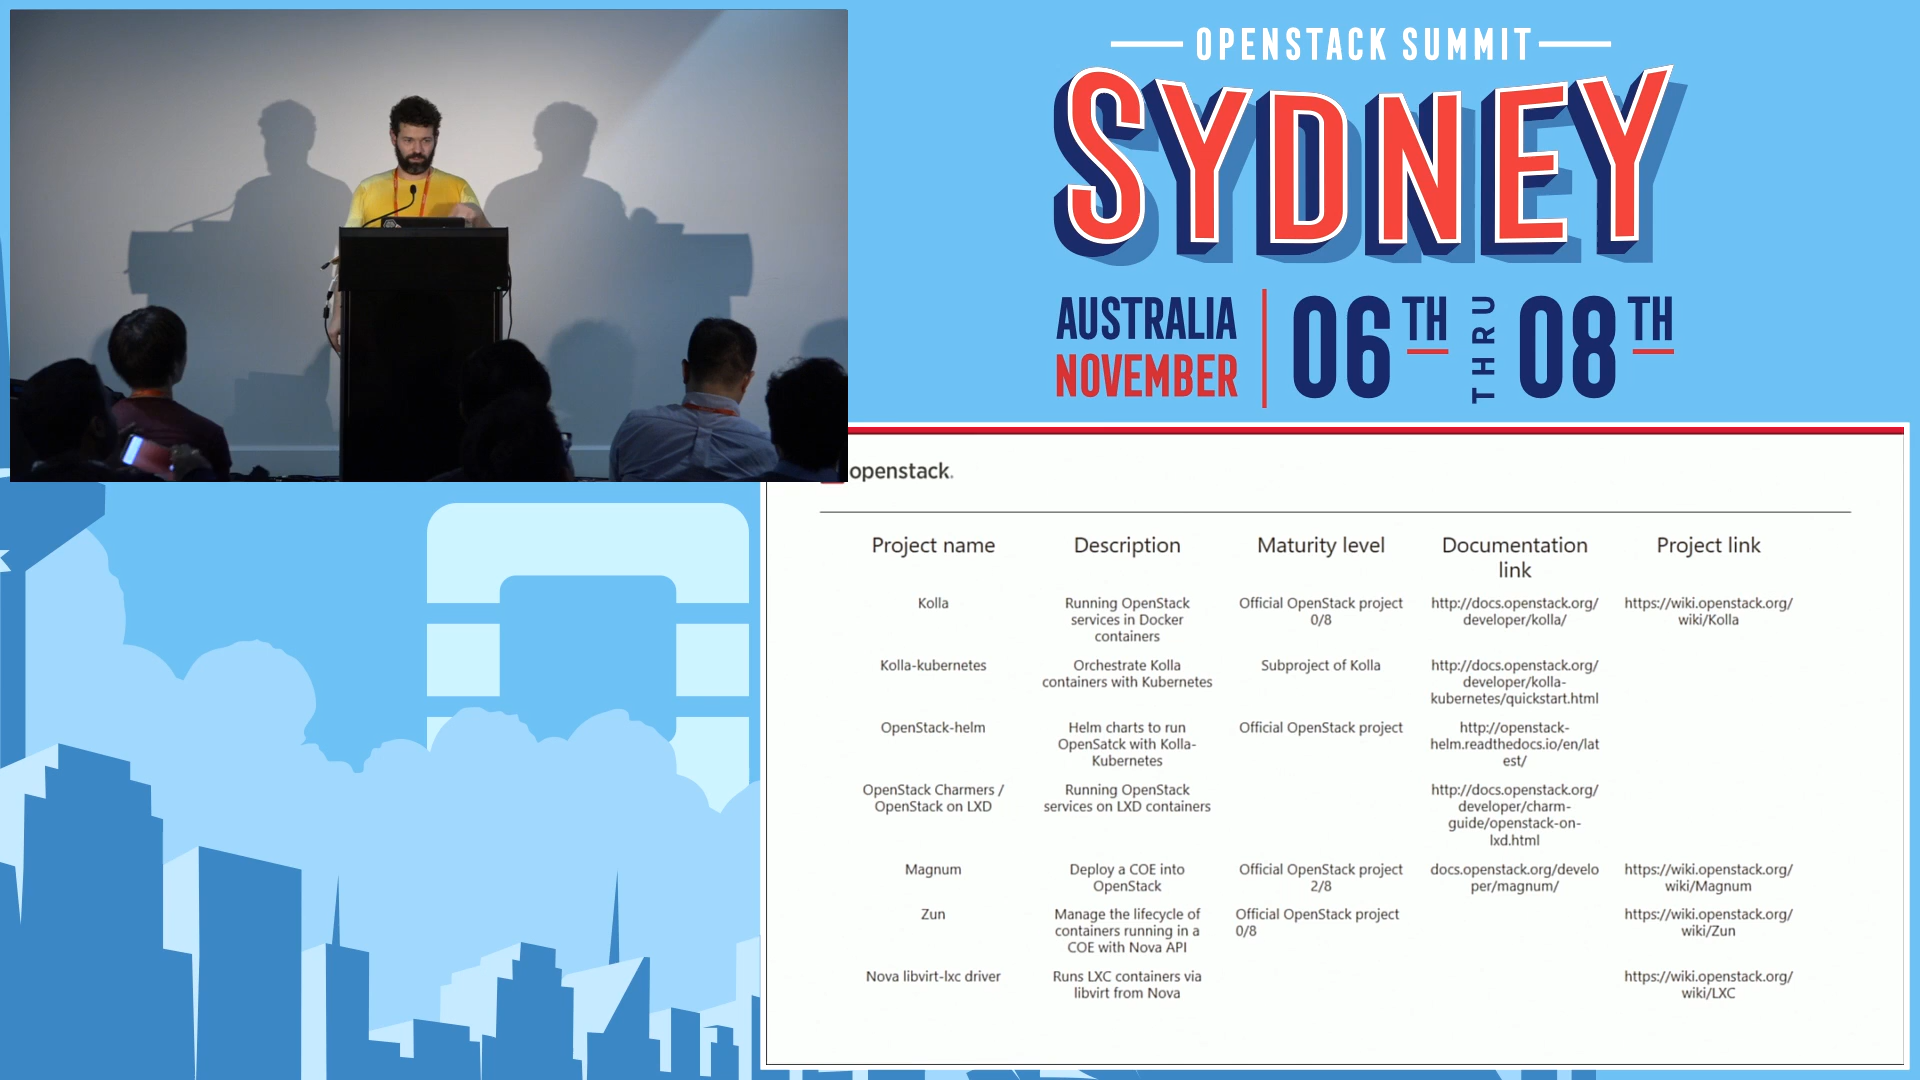 OPENSTACK SUMMIT
SYDNEY
AUSTRALIA
NOVEMBER
06TH
THRU
08TH
openstack.
Project name
Description
Maturity level
Documentation
link
Project link
Kolla
Running OpenStack
services in Docker
containers
Official OpenStack project
0/8
http://docs.openstack.org/
developer/kolla/
https://wiki.openstack.org/
wiki/Kolla
Kolla-kubernetes
Orchestrate Kolla
containers with Kubernetes
Subproject of Kolla
http://docs.openstack.org/
developer/kolla-
kubernetes/quickstart.html
OpenStack-helm
Helm charts to run
OpenSatck with Kolla-
Kubernetes
Official OpenStack project
http://openstack-
helm.readthedocs.io/en/lat
est/
OpenStack Charmers /
OpenStack on LXD
Running OpenStack
services on LXD containers
http://docs.openstack.org/
developer/charm-
guide/openstack-on-
lxd.html
Magnum
Deploy a COE into
OpenStack
Official OpenStack project
2/8
docs.openstack.org/develo
per/magnum/
https://wiki.openstack.org/
wiki/Magnum
Zun
Manage the lifecycle of
containers running in a
COE with Nova API
Official OpenStack project
0/8
https://wiki.openstack.org/
wiki/Zun
Nova libvirt-lxc driver
Runs LXC containers via
libvirt from Nova
https://wiki.openstack.org/
wiki/LXC